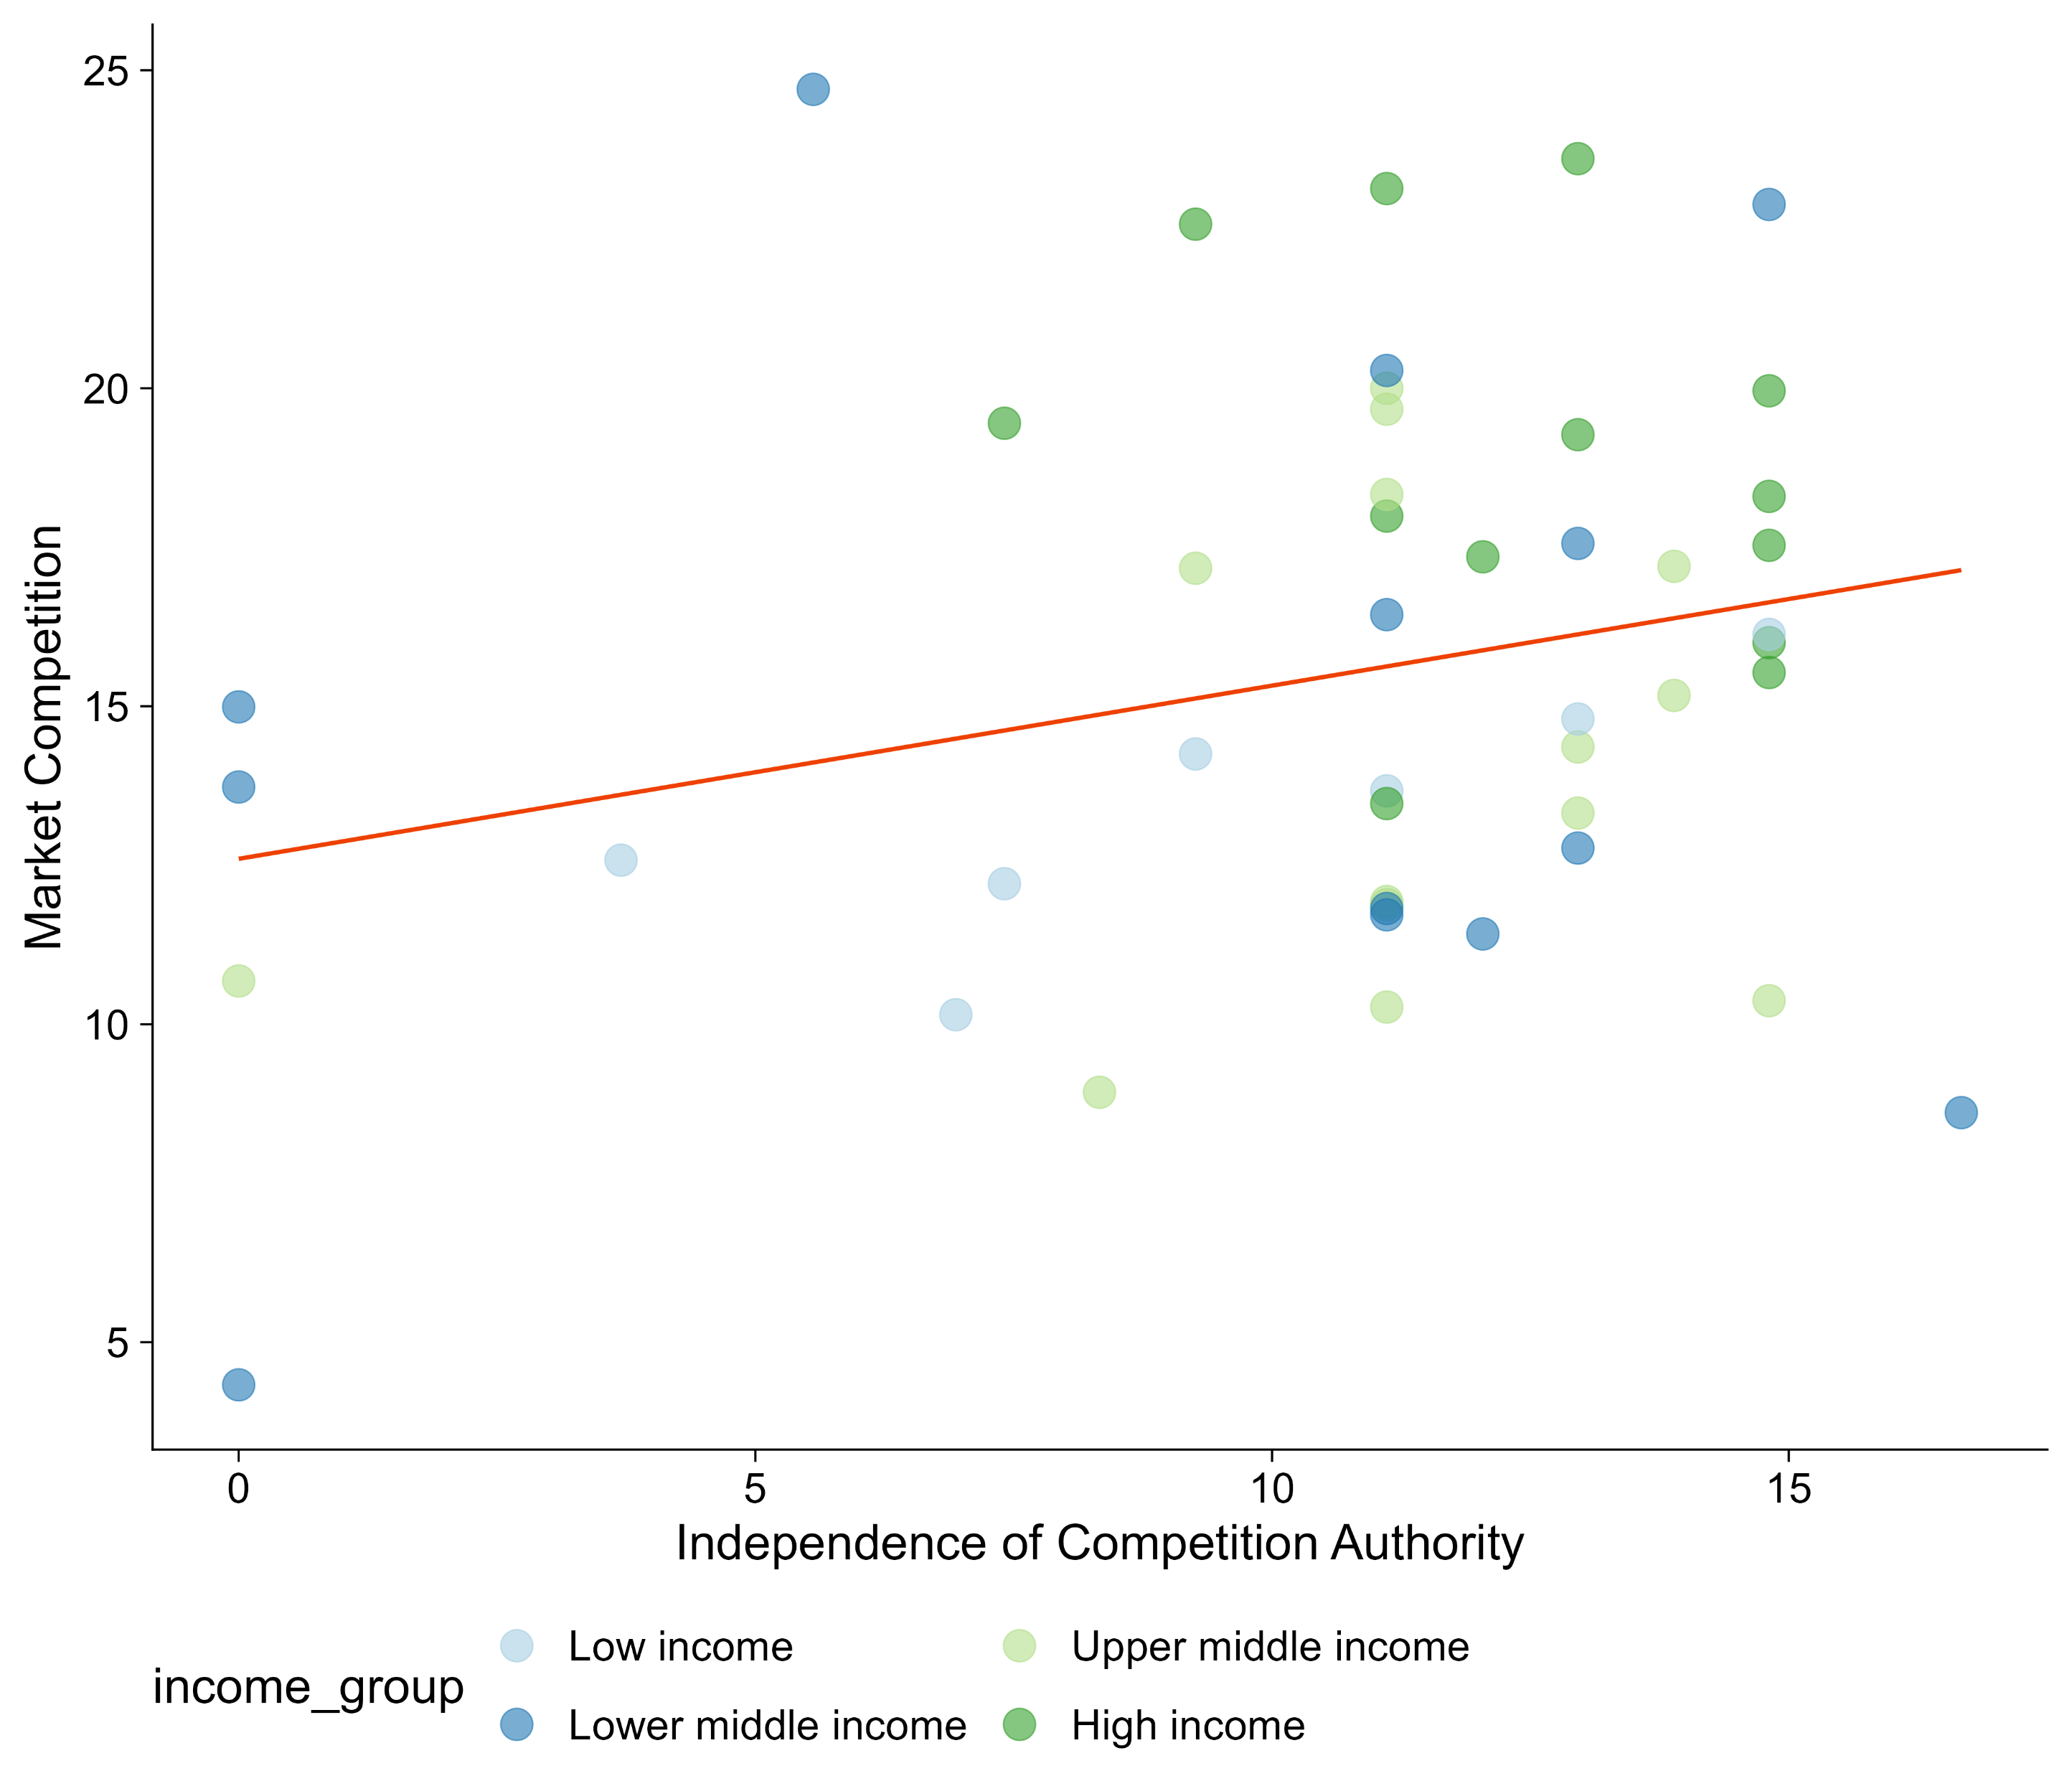 25
20
15
10
5
Market Competition
0 5 10 15
Independence of Competition Authority
income_group
Low income
Lower middle income
Upper middle income
High income